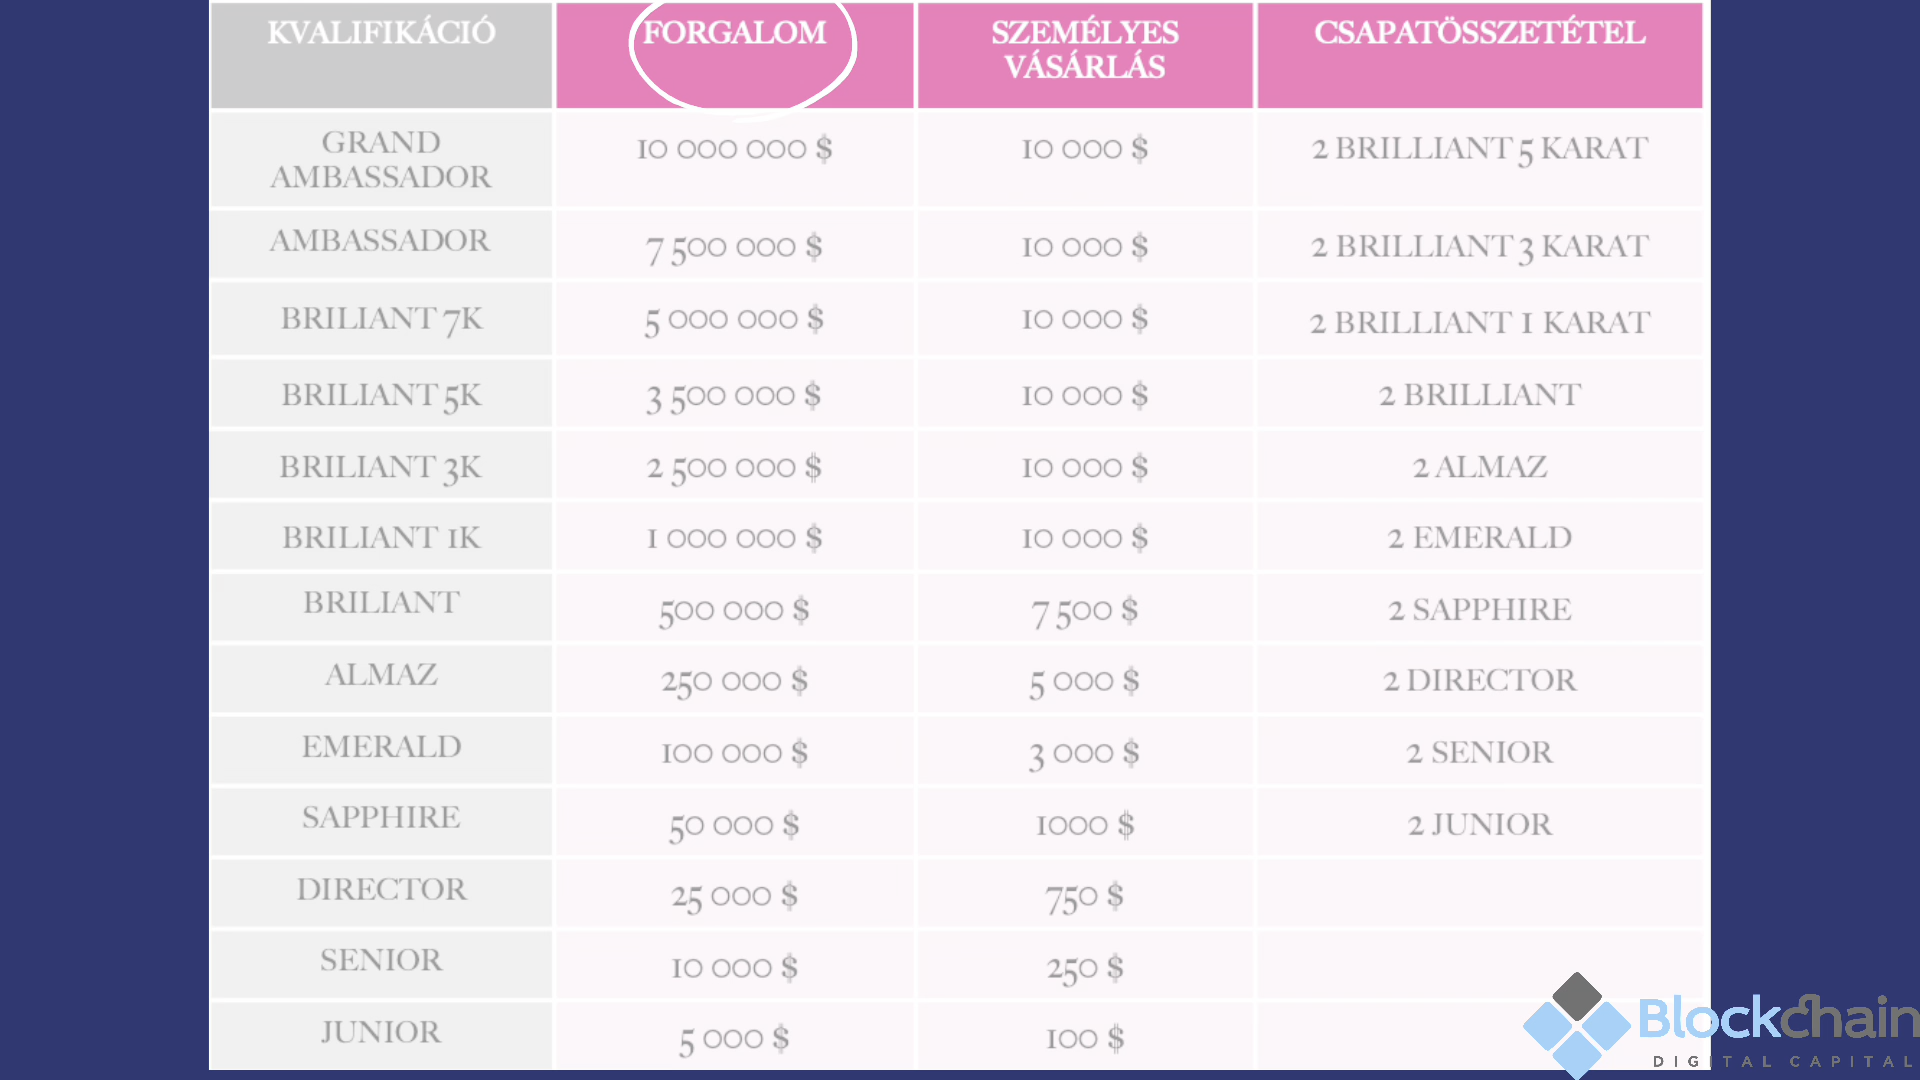 KVALIFIKÁCIÓ FORGALOM SZEMÉLYES VÁSÁRLÁS CSAPATÖSSZETÉTEL
GRAND AMBASSADOR 10 000 000 $ 10 000 $ 2 BRILLIANT 5 KARAT
AMBASSADOR 7 500 000 $ 10 000 $ 2 BRILLIANT 3 KARAT
BRILIANT 7K 5 000 000 $ 10 000 $ 2 BRILLIANT 1 KARAT
BRILIANT 5K 3 500 000 $ 10 000 $ 2 BRILLIANT
BRILIANT 3K 2 500 000 $ 10 000 $ 2 ALMAZ
BRILIANT 1K 1 000 000 $ 10 000 $ 2 EMERALD
BRILIANT 500 000 $ 7 500 $ 2 SAPPHIRE
ALMAZ 250 000 $ 5 000 $ 2 DIRECTOR
EMERALD 100 000 $ 3 000 $ 2 SENIOR
SAPPHIRE 50 000 $ 1000 $ 2 JUNIOR
DIRECTOR 25 000 $ 750 $
SENIOR 10 000 $ 250 $
JUNIOR 5 000 $ 100 $
Blockchain
DIGITAL CAPITAL